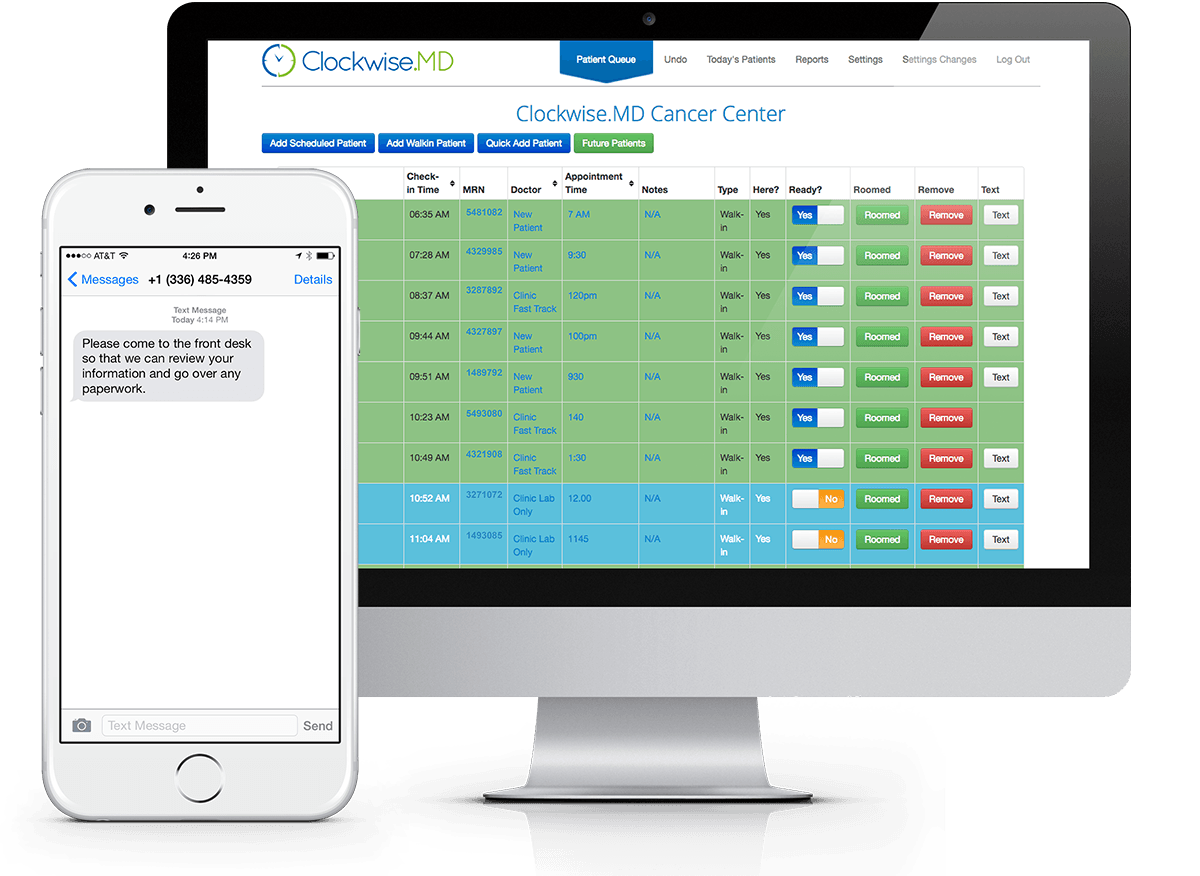 Clockwise.MD
Patient Queue Undo Today's Patients Reports Settings Settings Changes Log Out
Clockwise.MD Cancer Center
Add Scheduled Patient Add Walkin Patient Quick Add Patient Future Patients
Check-
in Time MRN Doctor Appointment
Time Notes Type Here? Ready? Roomed Remove Text
06:35 AM 5481082 New
Patient 7 AM N/A Walk-
in Yes Yes Roomed Remove Text
07:28 AM 4329985 New
Patient 9:30 N/A Walk-
in Yes Yes Roomed Remove Text
08:37 AM 3287892 Clinic
Fast Track 120pm N/A Walk-
in Yes Yes Roomed Remove Text
09:44 AM 4327897 New
Patient 100pm N/A Walk-
in Yes Yes Roomed Remove Text
09:51 AM 1489792 New
Patient 930 N/A Walk-
in Yes Yes Roomed Remove Text
10:23 AM 5493080 Clinic
Fast Track 140 N/A Walk-
in Yes Yes Roomed Remove
10:49 AM 4321908 Clinic
Fast Track 1:30 N/A Walk-
in Yes Yes Roomed Remove Text
10:52 AM 3271072 Clinic Lab
Only 12.00 N/A Walk-
in Yes No Roomed Remove Text
11:04 AM 1493085 Clinic Lab
Only 1145 N/A Walk-
in Yes No Roomed Remove Text
AT&T 4:26 PM
Messages +1 (336) 485-4359 Details
Text Message
Today 4:14 PM
Please come to the front desk
so that we can review your
information and go over any
paperwork.
Text Message Send